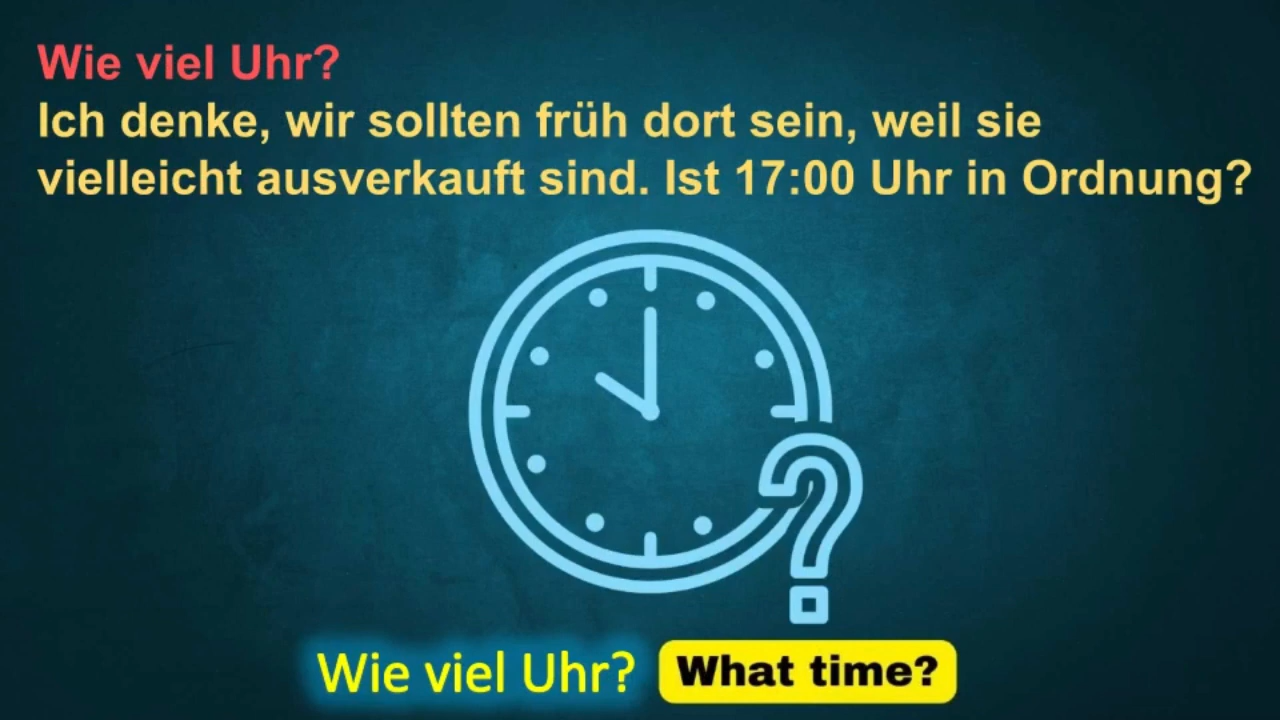 Wie viel Uhr?
Ich denke, wir sollten früh dort sein, weil sie
vielleicht ausverkauft sind. Ist 17:00 Uhr in Ordnung?
Wie viel Uhr? What time?